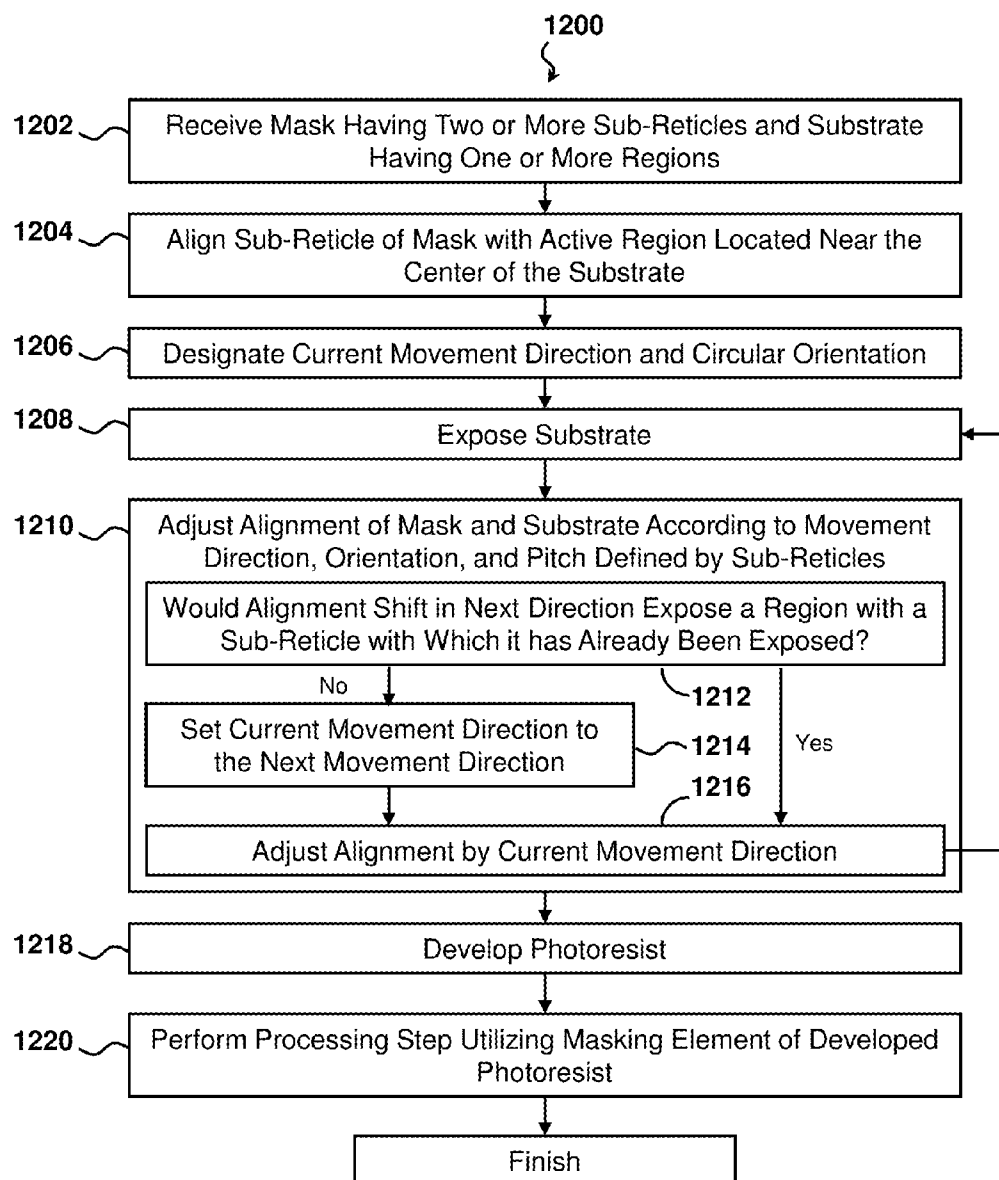 1200
1202
Receive Mask Having Two or More Sub-Reticles and Substrate
Having One or More Regions
1204
Align Sub-Reticle of Mask with Active Region Located Near the
Center of the Substrate
1206
Designate Current Movement Direction and Circular Orientation
1208
Expose Substrate
1210
Adjust Alignment of Mask and Substrate According to Movement
Direction, Orientation, and Pitch Defined by Sub-Reticles
Would Alignment Shift in Next Direction Expose a Region with a
Sub-Reticle with Which it has Already Been Exposed?
No
1212
Set Current Movement Direction to
the Next Movement Direction
1214
Yes
1216
Adjust Alignment by Current Movement Direction
1218
Develop Photoresist
1220
Perform Processing Step Utilizing Masking Element of Developed
Photoresist
Finish